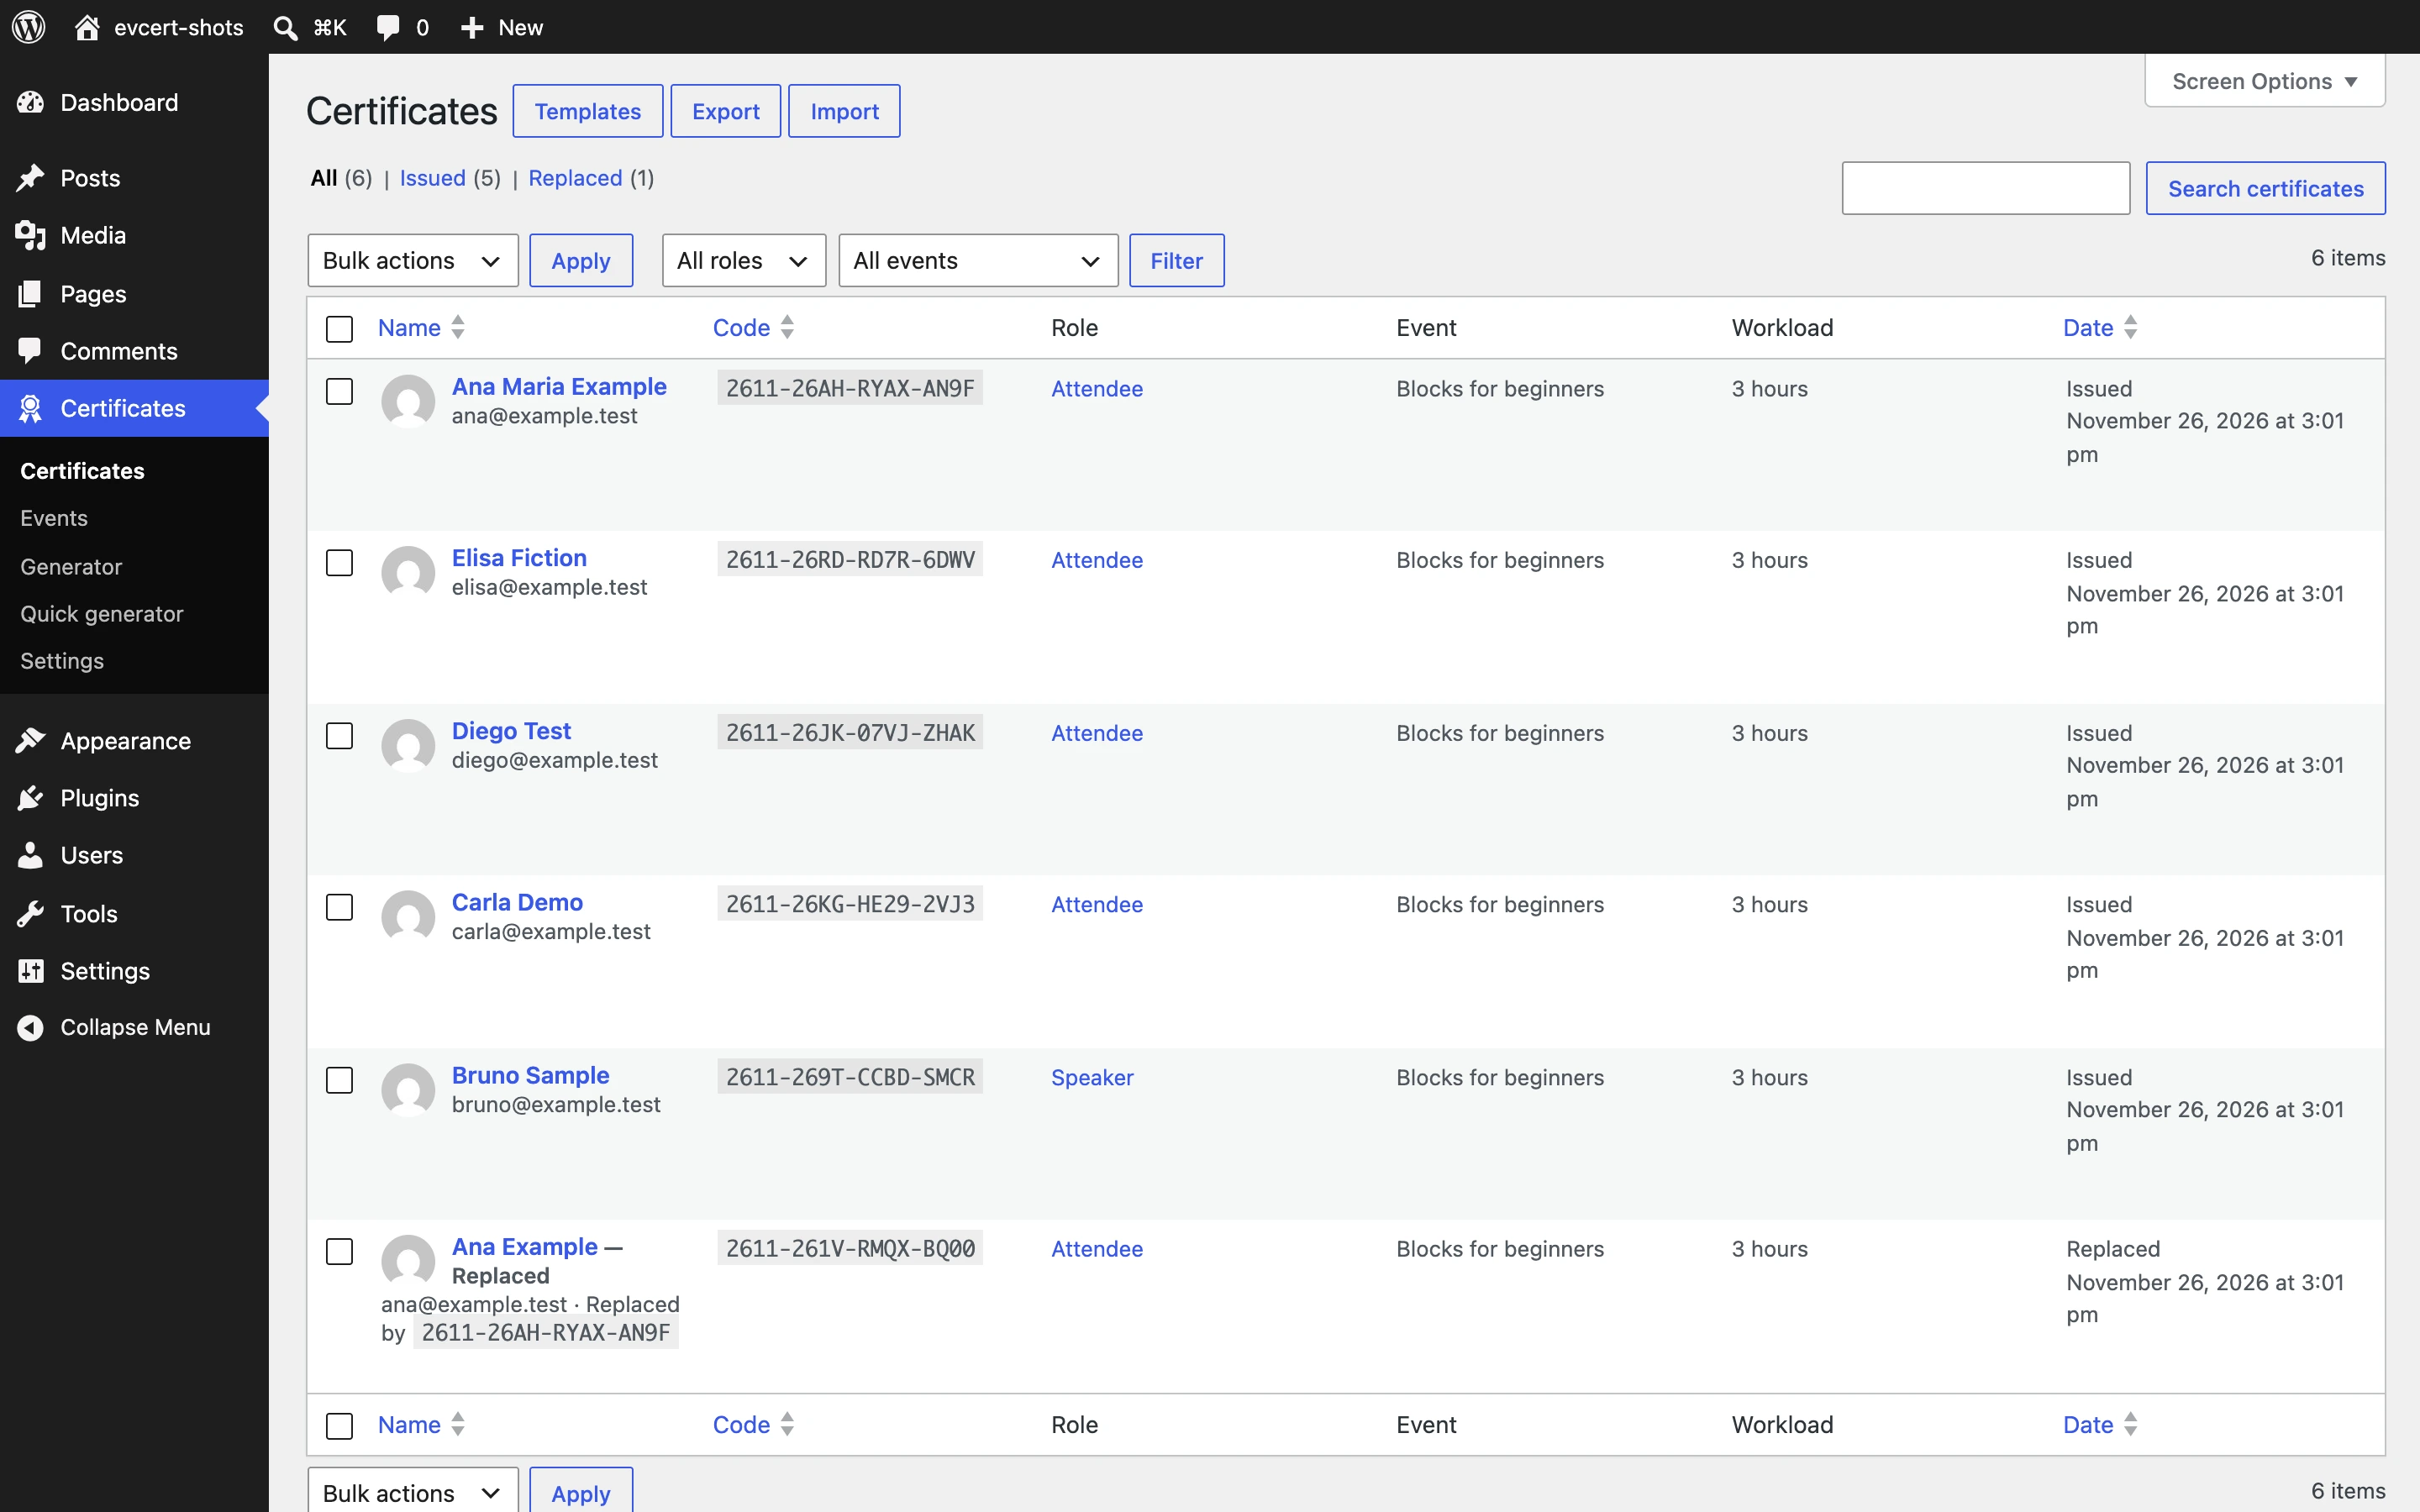 evcert-shots ⌘K 0 New
Screen Options
Dashboard
Posts
Media
Pages
Comments
Certificates
Certificates
Events
Generator
Quick generator
Settings
Appearance
Plugins
Users
Tools
Settings
Collapse Menu
Certificates Templates Export Import
All (6) | Issued (5) | Replaced (1)
Search certificates
Bulk actions Apply All roles All events Filter
6 items
Name Code Role Event Workload Date
Ana Maria Example 2611-26AH-RYAX-AN9F Attendee Blocks for beginners 3 hours Issued
ana@example.test
November 26, 2026 at 3:01
pm
Elisa Fiction 2611-26RD-RD7R-6DWV Attendee Blocks for beginners 3 hours Issued
elisa@example.test
November 26, 2026 at 3:01
pm
Diego Test 2611-26JK-07VJ-ZHAK Attendee Blocks for beginners 3 hours Issued
diego@example.test
November 26, 2026 at 3:01
pm
Carla Demo 2611-26KG-HE29-2VJ3 Attendee Blocks for beginners 3 hours Issued
carla@example.test
November 26, 2026 at 3:01
pm
Bruno Sample 2611-269T-CCBD-SMCR Speaker Blocks for beginners 3 hours Issued
bruno@example.test
November 26, 2026 at 3:01
pm
Ana Example — 2611-261V-RMQX-BQ00 Attendee Blocks for beginners 3 hours Replaced
Replaced
November 26, 2026 at 3:01
ana@example.test · Replaced
pm
by 2611-26AH-RYAX-AN9F
Name Code Role Event Workload Date
Bulk actions Apply
6 items